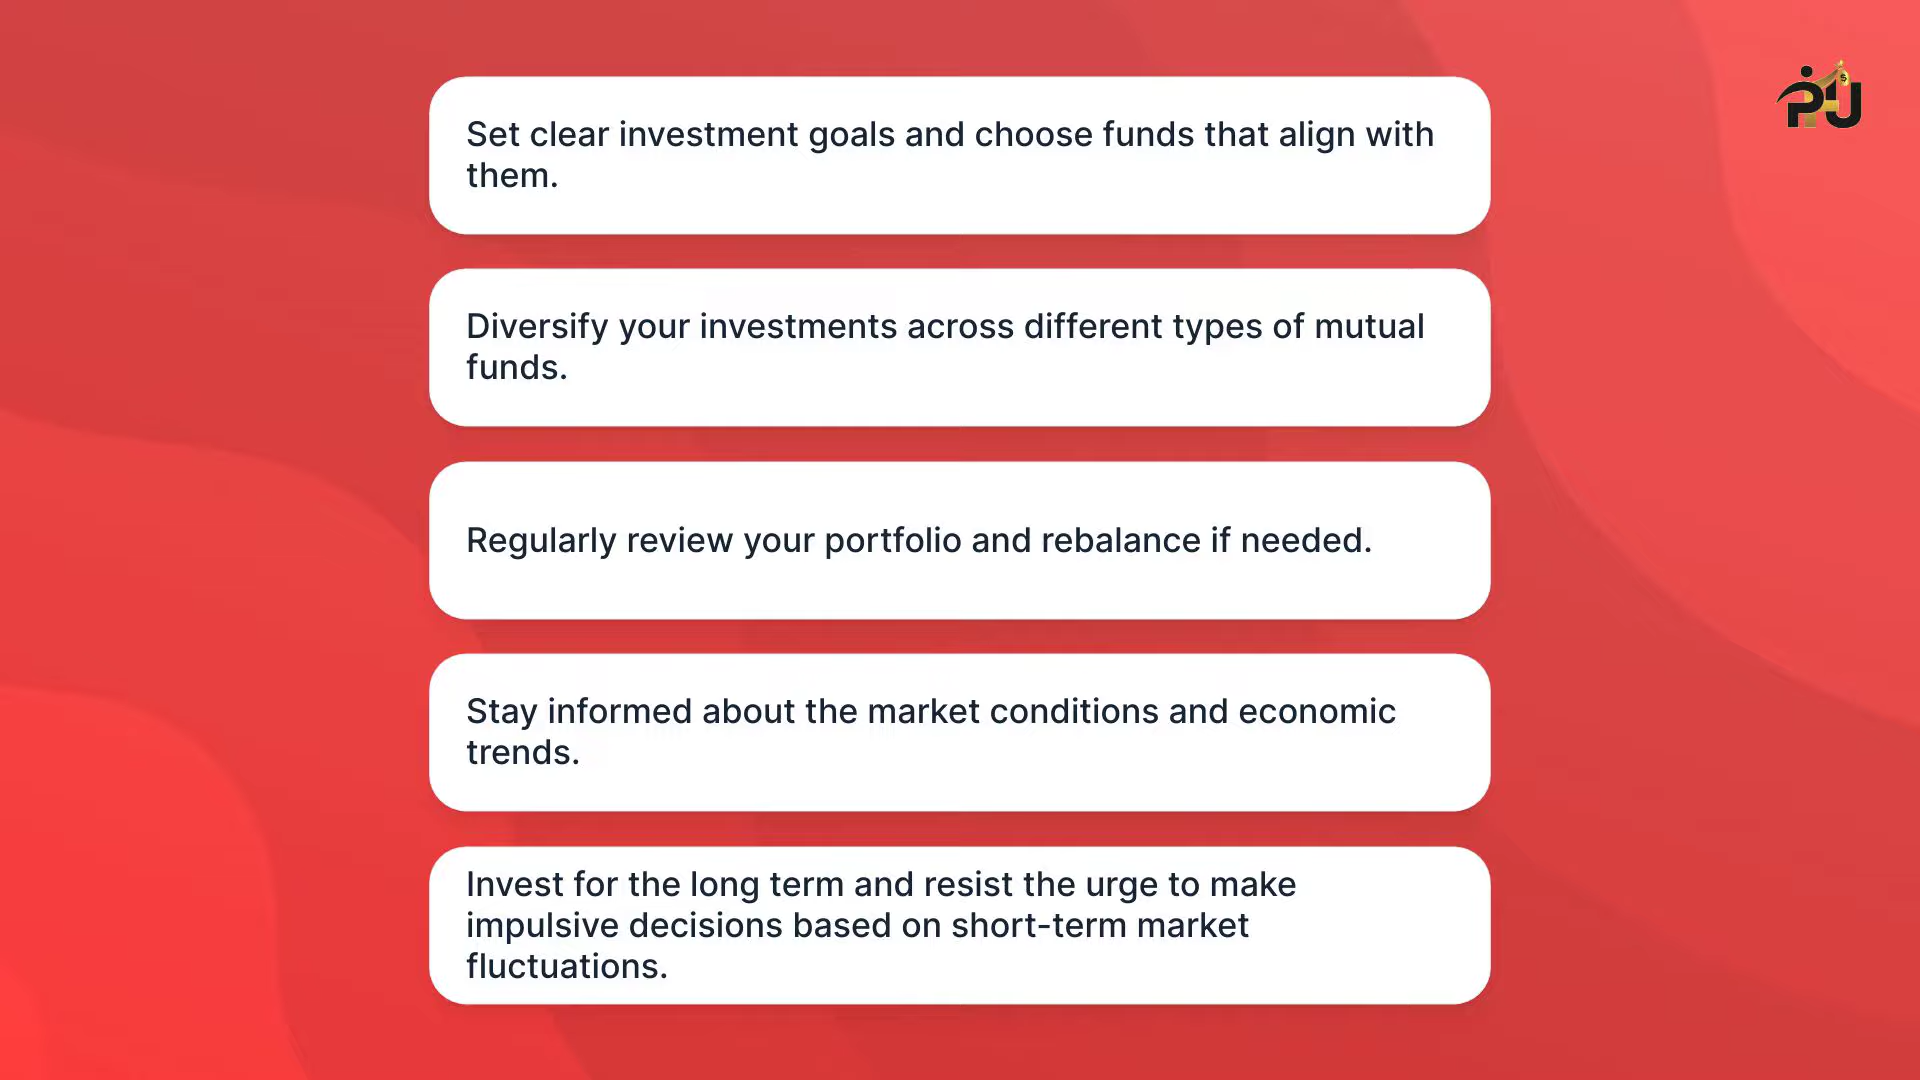 Set clear investment goals and choose funds that align with
them.
Diversify your investments across different types of mutual
funds.
Regularly review your portfolio and rebalance if needed.
Stay informed about the market conditions and economic
trends.
Invest for the long term and resist the urge to make
impulsive decisions based on short-term market
fluctuations.